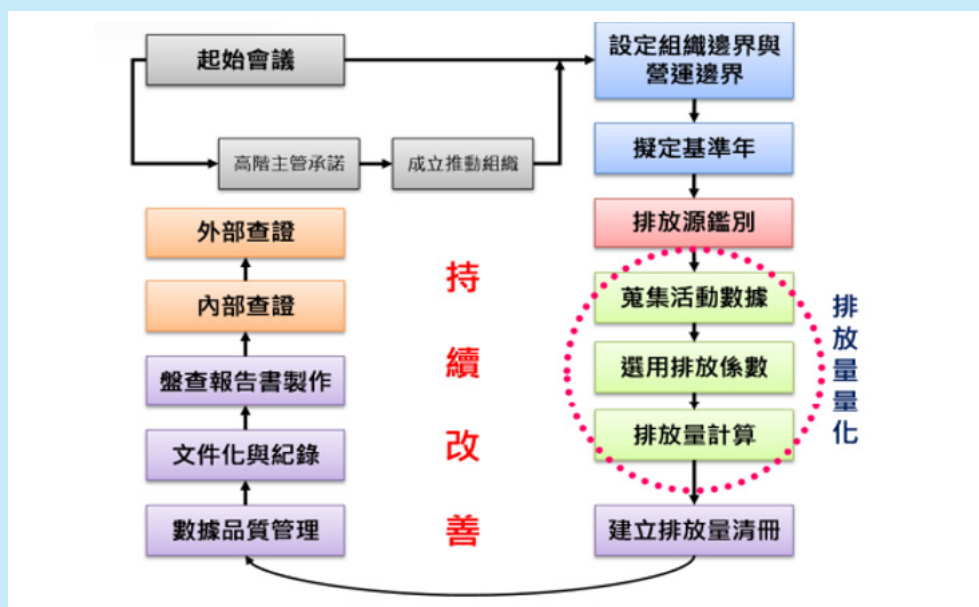 起始會議
高階主管承諾
成立推動組織
設定組織邊界與
營運邊界
擬定基準年
排放源鑑別
蒐集活動數據
選用排放係數
排放量計算
排放量量化
建立排放量清冊
數據品質管理
文件化與紀錄
盤查報告書製作
內部查證
外部查證
持續改善